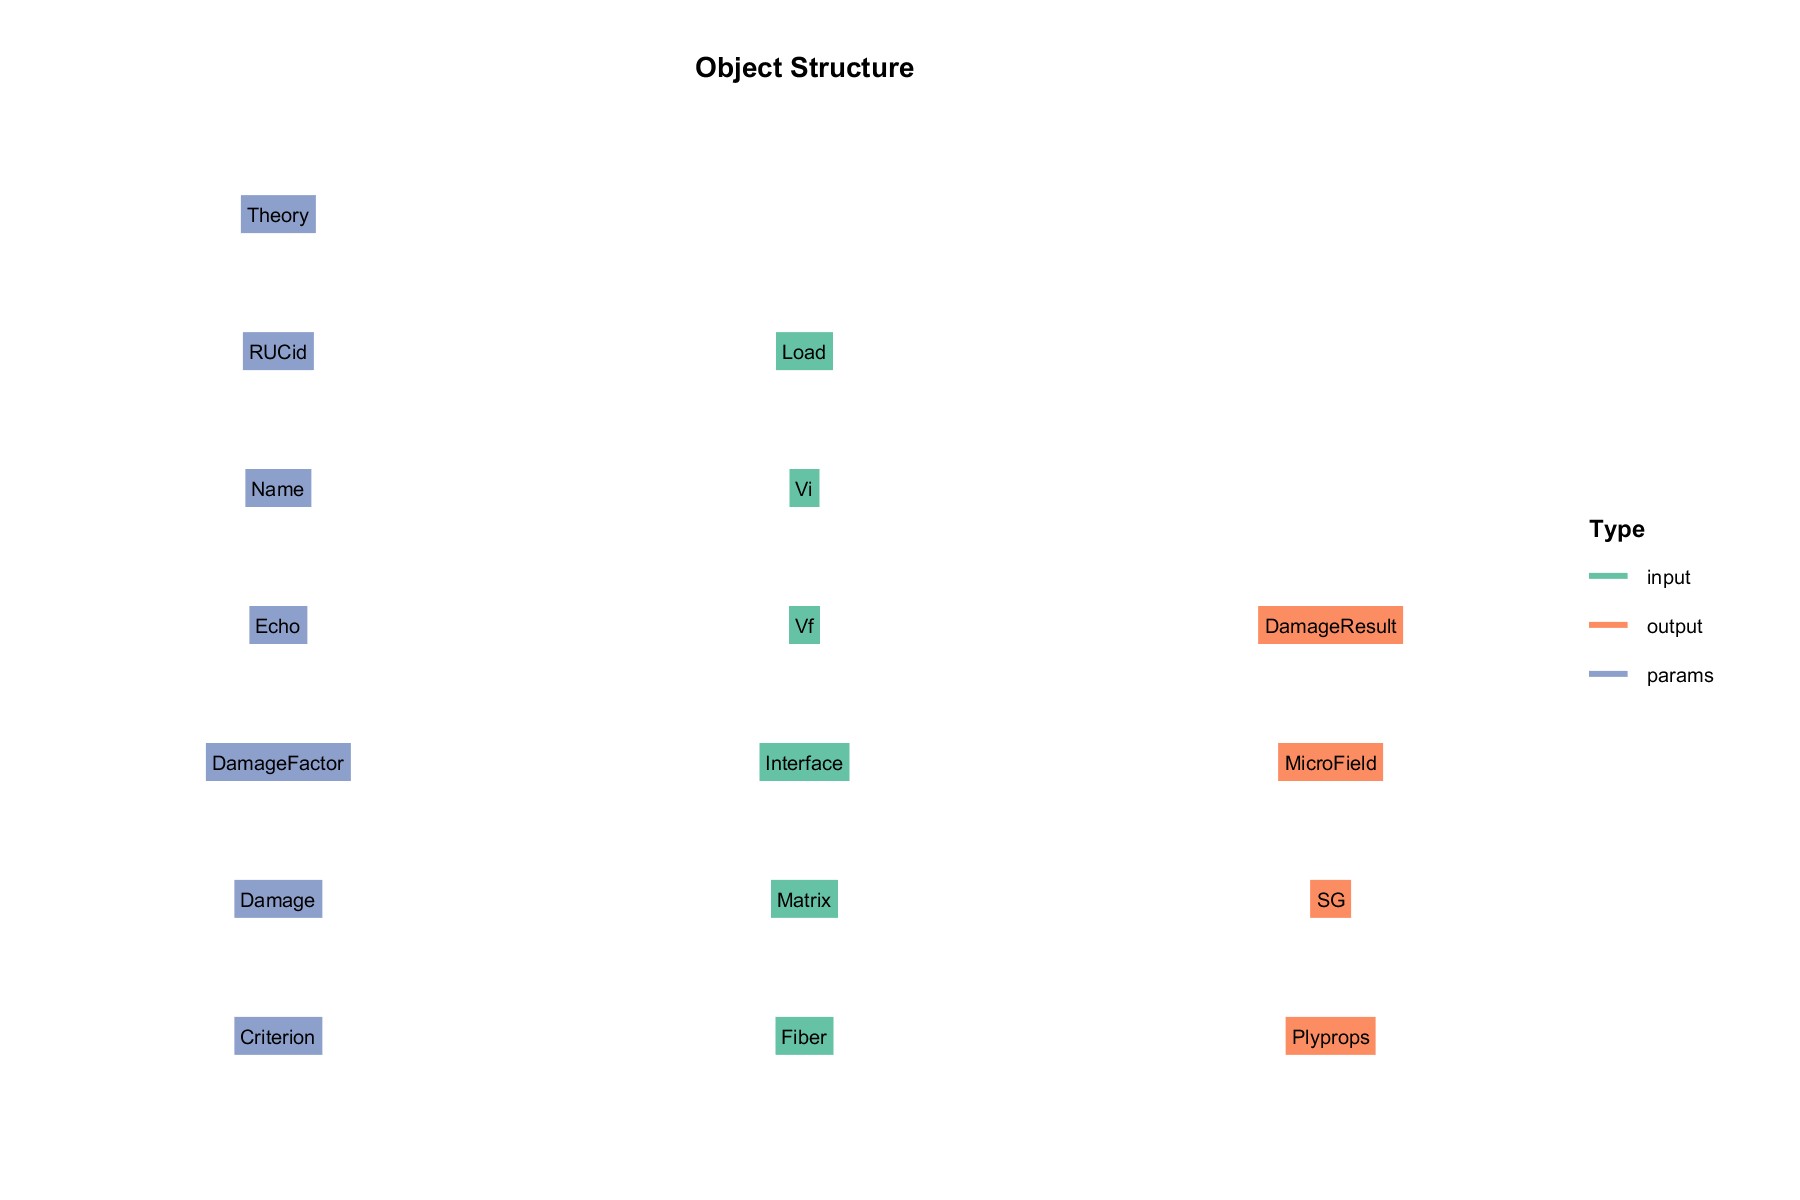 Object Structure
Theory
RUCid
Name
Echo
DamageFactor
Damage
Criterion
Load
Vi
Vf
Interface
Matrix
Fiber
DamageResult
MicroField
SG
Plyprops
Type
input
output
params